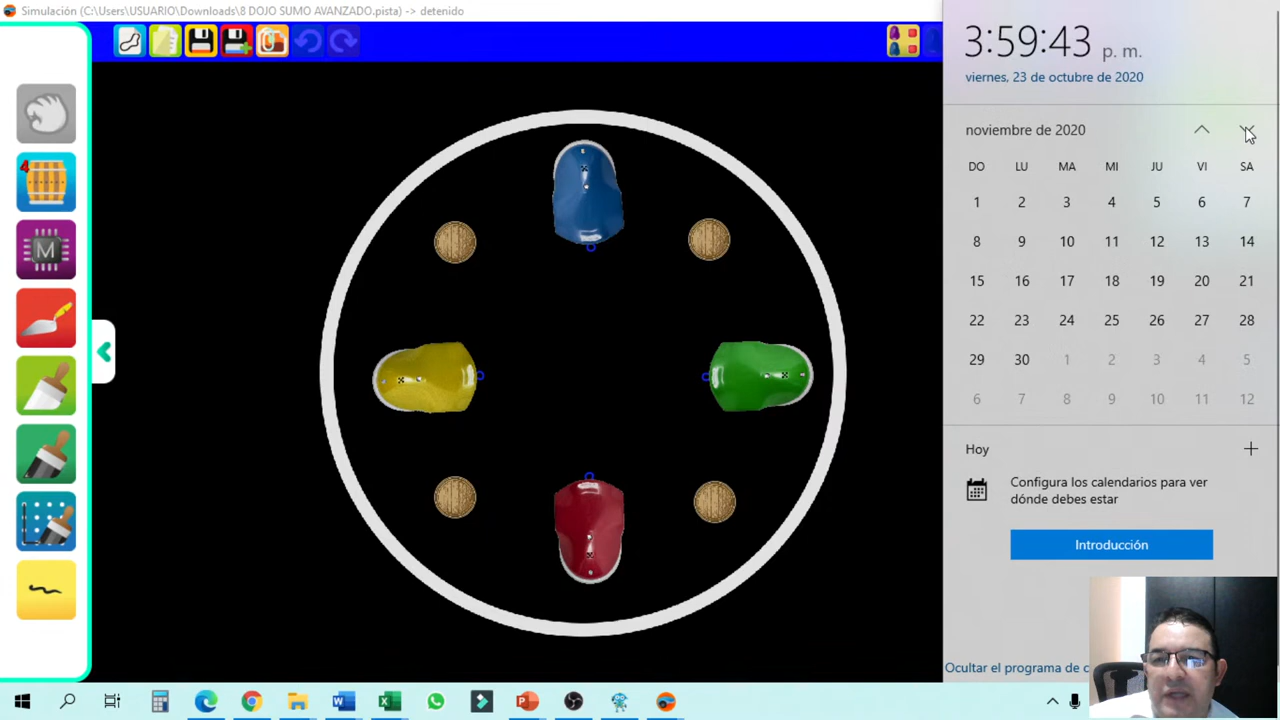 Simulación (C:\Users\USUARIO\Downloads\8 DOJO SUMO AVANZADO.pista) -> detenido
4
M
3:59:43 p. m.
viernes, 23 de octubre de 2020
noviembre de 2020
DO LU MA MI JU VI SA
1 2 3 4 5 6 7
8 9 10 11 12 13 14
15 16 17 18 19 20 21
22 23 24 25 26 27 28
29 30 1 2 3 4 5
6 7 8 9 10 11 12
Hoy
Configura los calendarios para ver
dónde debes estar
Introducción
Ocultar el programa de